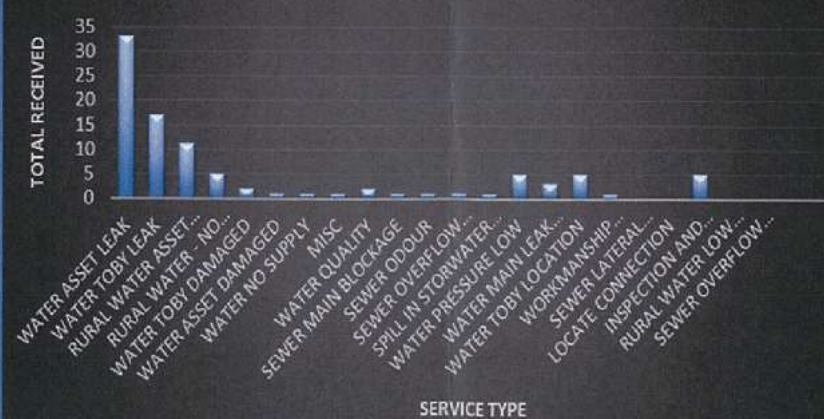 TOTAL RECEIVED
35
30
25
20
15
10
5
0
WATER ASSET LEAK
WATER TOBY LEAK
RURAL WATER ASSET...
RURAL WATER - NO...
WATER TOBY DAMAGED
WATER ASSET DAMAGED
WATER NO SUPPLY
MISC
WATER QUALITY
SEWER MAIN BLOCKAGE
SEWER ODOUR
SEWER OVERFLOW...
SPILL IN STORWATER...
WATER PRESSURE LOW
WATER MAIN LEAK...
WATER TOBY LOCATION
WORKMANSHIP...
SEWER LATERAL...
LOCATE CONNECTION
INSPECTION AND...
RURAL WATER LOW...
SEWER OVERFLOW...
SERVICE TYPE